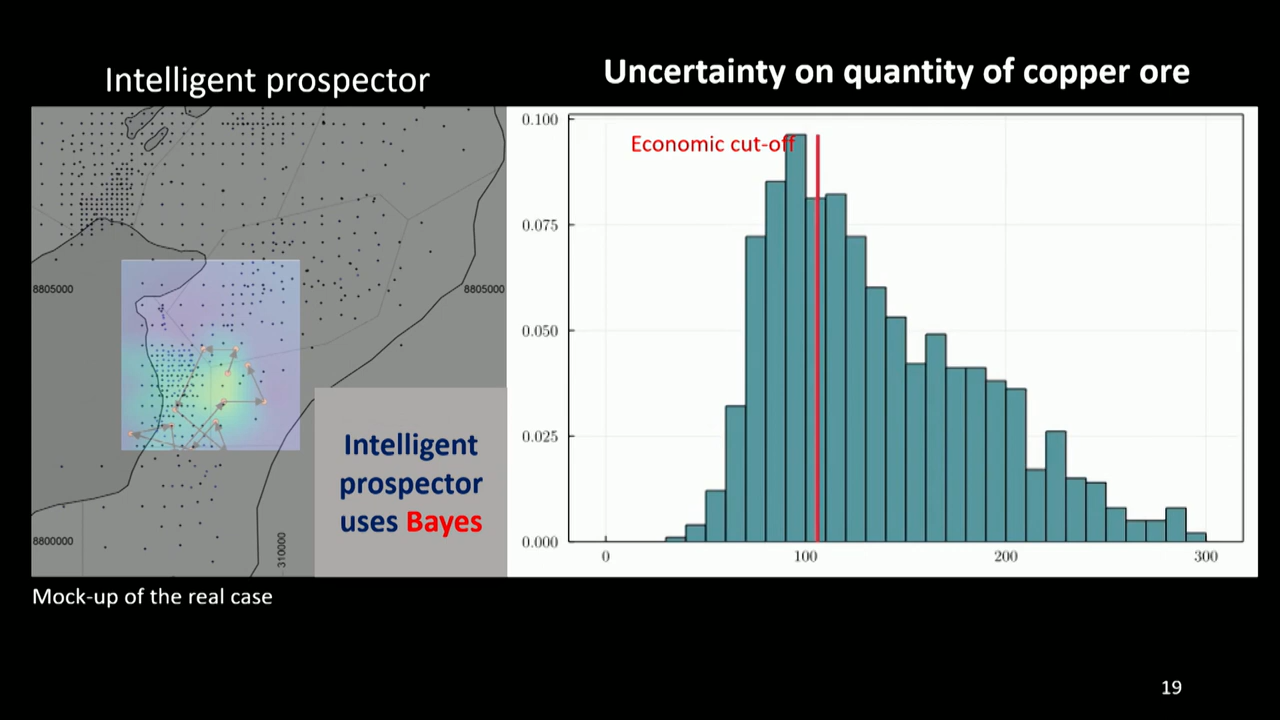 Intelligent prospector
Uncertainty on quantity of copper ore
8805000
8805000
Intelligent
prospector
uses Bayes
8800000
310000
Mock-up of the real case
Economic cut-off
0.100
0.075
0.050
0.025
0.000
0
100
200
300
19